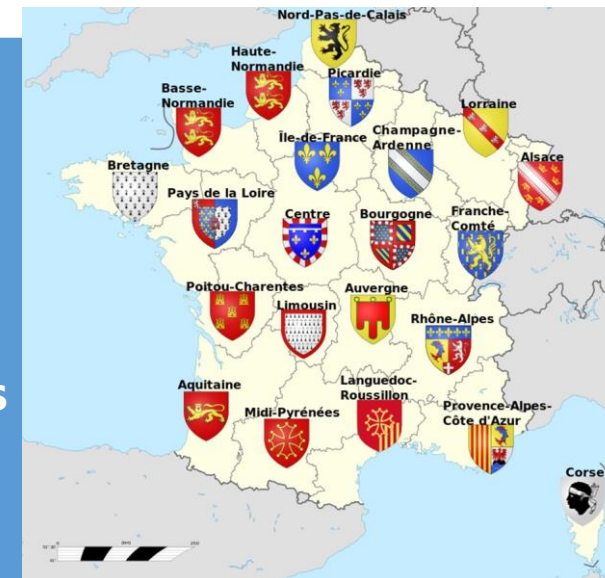 Nord-Pas-de-Calais
Haute-
Normandie
Picardie
Basse-
Normandie
Lorraine
Île-de-France
Champagne-
Ardenne
Alsace
Bretagne
Pays de la Loire
Centre
Bourgogne
Franche-
Comté
Poitou-Charentes
Limousin
Auvergne
Rhône-Alpes
s
Aquitaine
Midi-Pyrénées
Languedoc-
Roussillon
Provence-Alpes-
Côte d'Azur
Corse